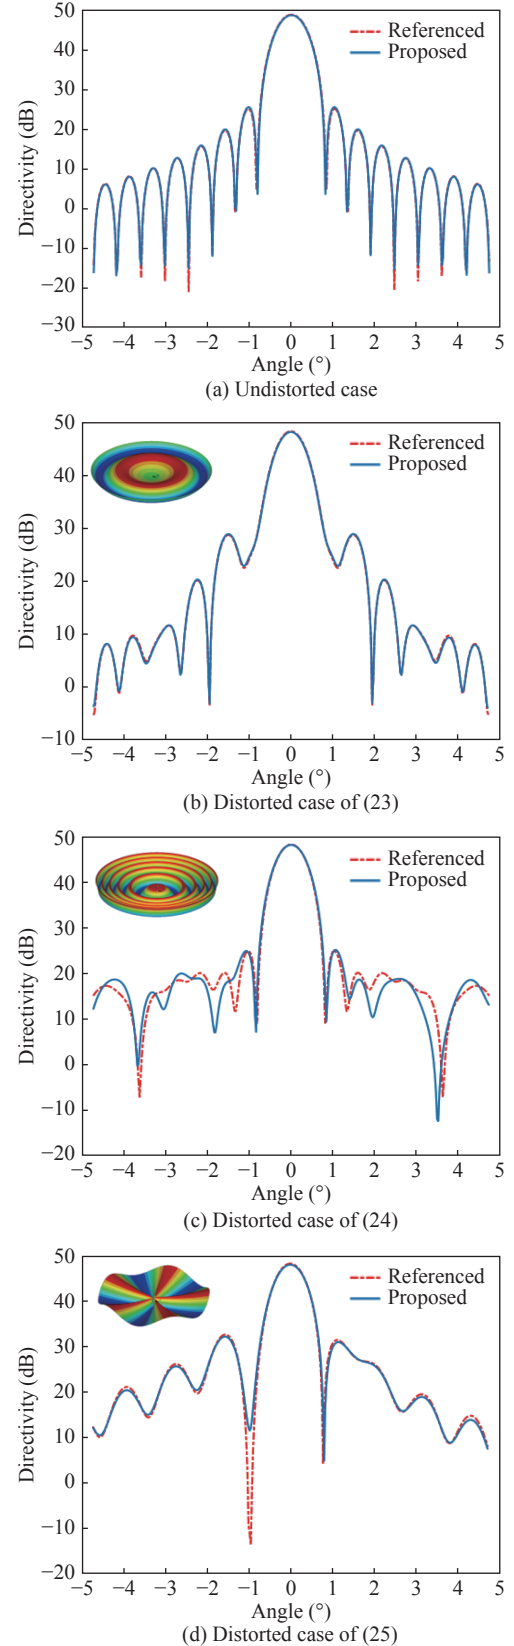 50
40
30
20
10
0
−10
−20
−30
Directivity (dB)
Referenced
Proposed
−5 −4 −3 −2 −1 0 1 2 3 4 5
Angle (°)
(a) Undistorted case
50
40
30
20
10
0
−10
Directivity (dB)
Referenced
Proposed
−5 −4 −3 −2 −1 0 1 2 3 4 5
Angle (°)
(b) Distorted case of (23)
50
40
30
20
10
0
−10
−20
Directivity (dB)
Referenced
Proposed
−5 −4 −3 −2 −1 0 1 2 3 4 5
Angle (°)
(c) Distorted case of (24)
50
40
30
20
10
0
−10
−20
Directivity (dB)
Referenced
Proposed
−5 −4 −3 −2 −1 0 1 2 3 4 5
Angle (°)
(d) Distorted case of (25)